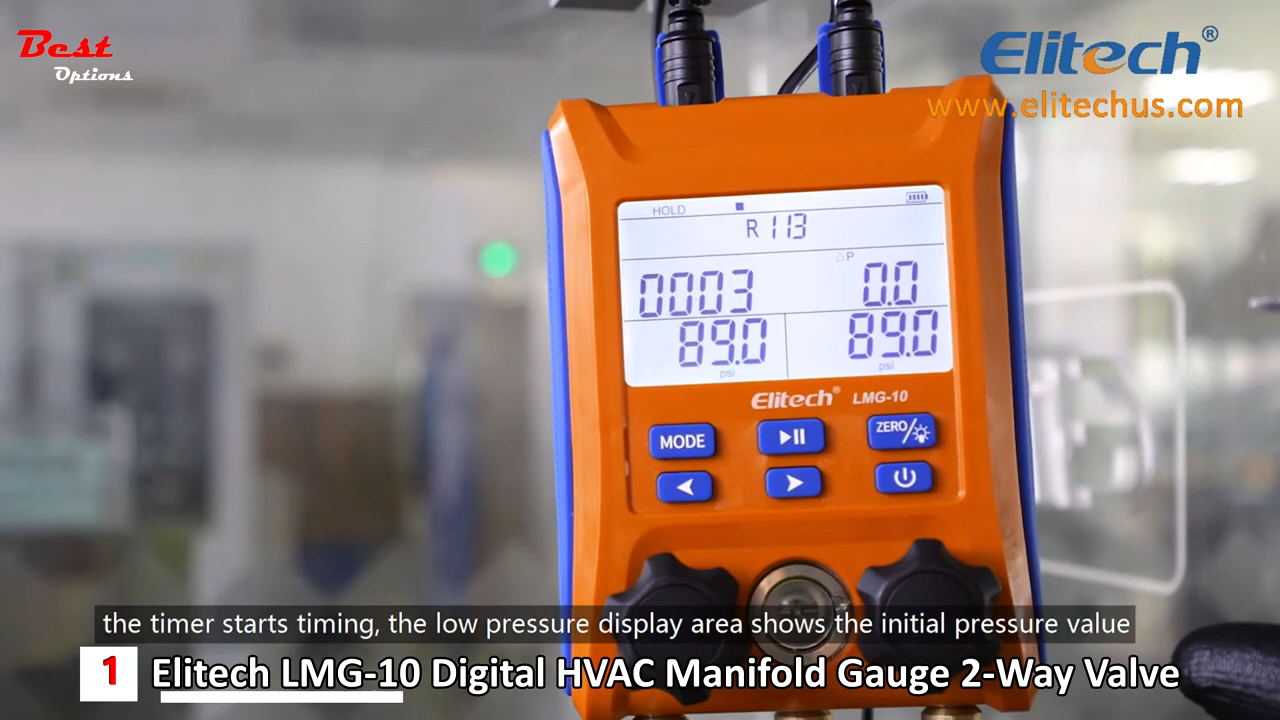 Best
Options
Elitech®
www.elitechus.com
HOLD
R 113
△P
0003 0.0
89.0 89.0
psi psi
Elitech® LMG-10
MODE ZERO/
the timer starts timing, the low pressure display area shows the initial pressure value
1 Elitech LMG-10 Digital HVAC Manifold Gauge 2-Way Valve